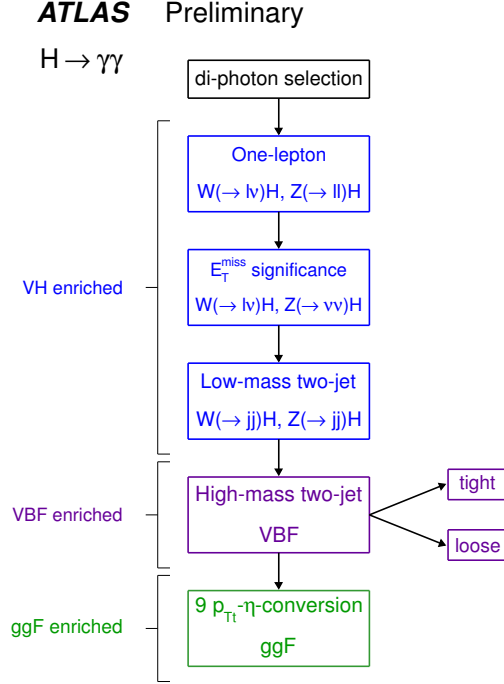 ATLAS Preliminary
H → γγ
di-photon selection
One-lepton
W(→ lν)H, Z(→ ll)H
E_T^miss significance
W(→ lν)H, Z(→ νν)H
VH enriched
Low-mass two-jet
W(→ jj)H, Z(→ jj)H
High-mass two-jet
VBF
VBF enriched
tight
loose
9 p_Tt-η-conversion
ggF
ggF enriched